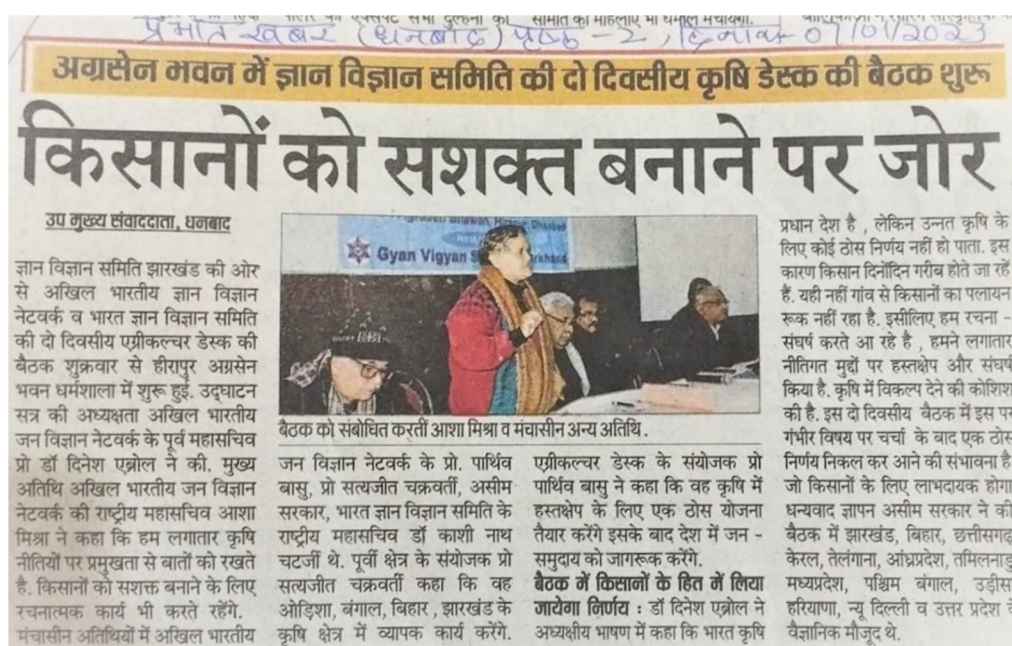 प्रभात खबर (धनबाद) पृष्ठ - 2, दिनांक - 07/01/2023
अग्रसेन भवन में ज्ञान विज्ञान समिति की दो दिवसीय कृषि डेस्क की बैठक शुरू
किसानों को सशक्त बनाने पर जोर
उप मुख्य संवाददाता, धनबाद
ज्ञान विज्ञान समिति झारखंड की ओर
से अखिल भारतीय ज्ञान विज्ञान
नेटवर्क व भारत ज्ञान विज्ञान समिति
की दो दिवसीय एग्रीकल्चर डेस्क की
बैठक शुक्रवार से हीरापुर अग्रसेन
भवन धर्मशाला में शुरू हुई. उद्घाटन
सत्र की अध्यक्षता अखिल भारतीय
जन विज्ञान नेटवर्क के पूर्व महासचिव
प्रो डॉ दिनेश एब्रोल ने की. मुख्य
अतिथि अखिल भारतीय जन विज्ञान
नेटवर्क की राष्ट्रीय महासचिव आशा
मिश्रा ने कहा कि हम लगातार कृषि
नीतियों पर प्रमुखता से बातों को रखते
है. किसानों को सशक्त बनाने के लिए
रचनात्मक कार्य भी करते रहेंगे.
मंचासीन अतिथियों में अखिल भारतीय
Gyan Vigyan
बैठक को संबोधित करतीं आशा मिश्रा व मंचासीन अन्य अतिथि.
जन विज्ञान नेटवर्क के प्रो. पार्थिव
बासु, प्रो सत्यजीत चक्रवर्ती, असीम
सरकार, भारत ज्ञान विज्ञान समिति के
राष्ट्रीय महासचिव डॉ काशी नाथ
चटर्जी थे. पूर्वी क्षेत्र के संयोजक प्रो
सत्यजीत चक्रवर्ती कहा कि वह
ओड़िशा, बंगाल, बिहार, झारखंड के
कृषि क्षेत्र में व्यापक कार्य करेंगे.
एग्रीकल्चर डेस्क के संयोजक प्रो
पार्थिव बासु ने कहा कि वह कृषि में
हस्तक्षेप के लिए एक ठोस योजना
तैयार करेंगे इसके बाद देश में जन -
समुदाय को जागरूक करेंगे.
बैठक में किसानों के हित में लिया
जायेगा निर्णय : डॉ दिनेश एब्रोल ने
अध्यक्षीय भाषण में कहा कि भारत कृषि
प्रधान देश है , लेकिन उन्नत कृषि के
लिए कोई ठोस निर्णय नहीं हो पाता. इस
कारण किसान दिनोंदिन गरीब होते जा रहें
हैं. यही नहीं गांव से किसानों का पलायन
रूक नहीं रहा है. इसीलिए हम रचना -
संघर्ष करते आ रहे है , हमने लगातार
नीतिगत मुद्दों पर हस्तक्षेप और संघर्ष
किया है. कृषि में विकल्प देने की कोशिश
की है. इस दो दिवसीय बैठक में इस पर
गंभीर विषय पर चर्चा के बाद एक ठोस
निर्णय निकल कर आने की संभावना है
जो किसानों के लिए लाभदायक होगा
धन्यवाद ज्ञापन असीम सरकार ने की
बैठक में झारखंड, बिहार, छत्तीसगढ़
केरल, तेलंगाना, आंध्रप्रदेश, तमिलनाडु
मध्यप्रदेश, पश्चिम बंगाल, उड़ीस
हरियाणा, न्यू दिल्ली व उत्तर प्रदेश के
वैज्ञानिक मौजूद थे.